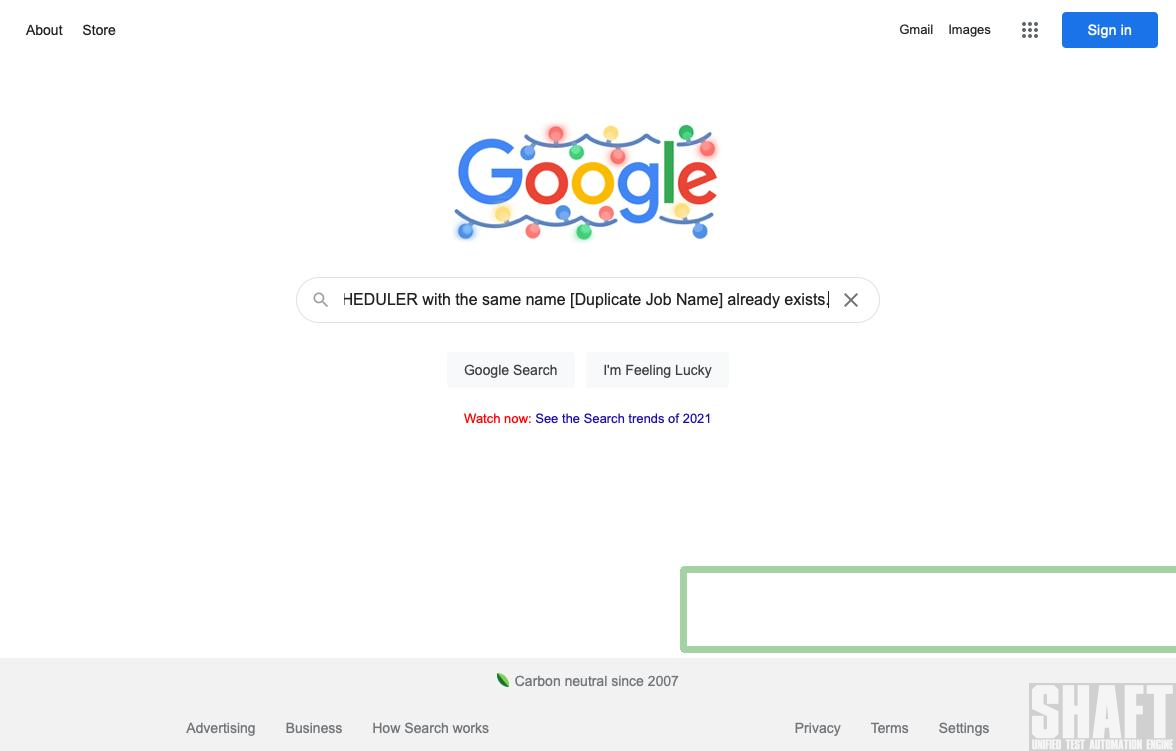 About Store Gmail Images Sign in
Google
HEDULER with the same name [Duplicate Job Name] already exists.
Google Search I'm Feeling Lucky
Watch now: See the Search trends of 2021
Carbon neutral since 2007
Advertising Business How Search works Privacy Terms Settings
SHAFT
UNIFIED TEST AUTOMATION ENGINE